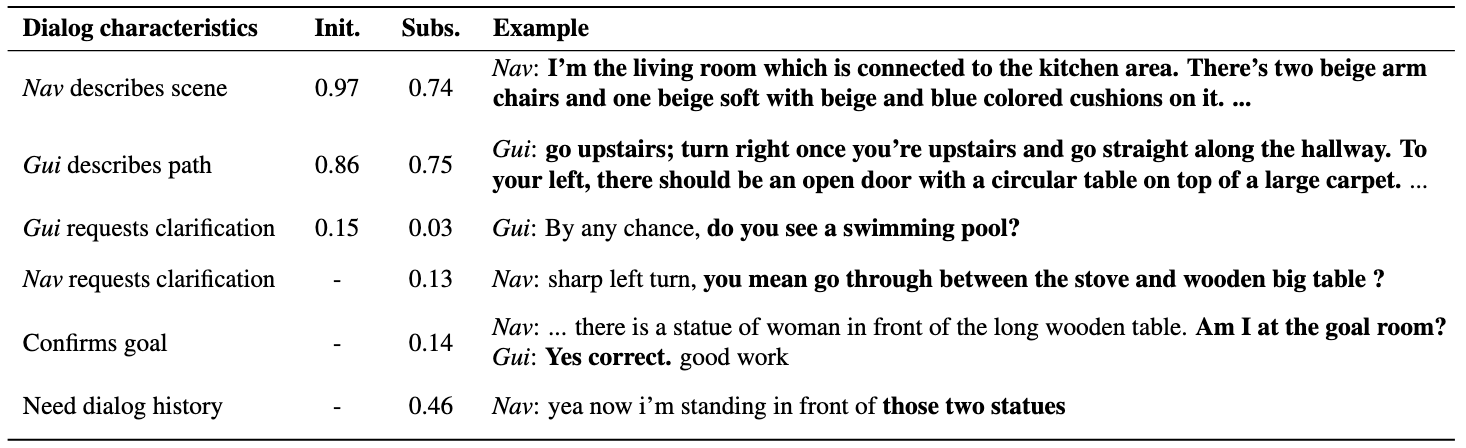 Dialog characteristics Init. Subs. Example
Nav describes scene 0.97 0.74 Nav: I'm the living room which is connected to the kitchen area. There's two beige arm
chairs and one beige soft with beige and blue colored cushions on it. ...
Gui describes path 0.86 0.75 Gui: go upstairs; turn right once you're upstairs and go straight along the hallway. To
your left, there should be an open door with a circular table on top of a large carpet. ...
Gui requests clarification 0.15 0.03 Gui: By any chance, do you see a swimming pool?
Nav requests clarification - 0.13 Nav: sharp left turn, you mean go through between the stove and wooden big table ?
Confirms goal - 0.14 Nav: ... there is a statue of woman in front of the long wooden table. Am I at the goal room?
Gui: Yes correct. good work
Need dialog history - 0.46 Nav: yea now i'm standing in front of those two statues